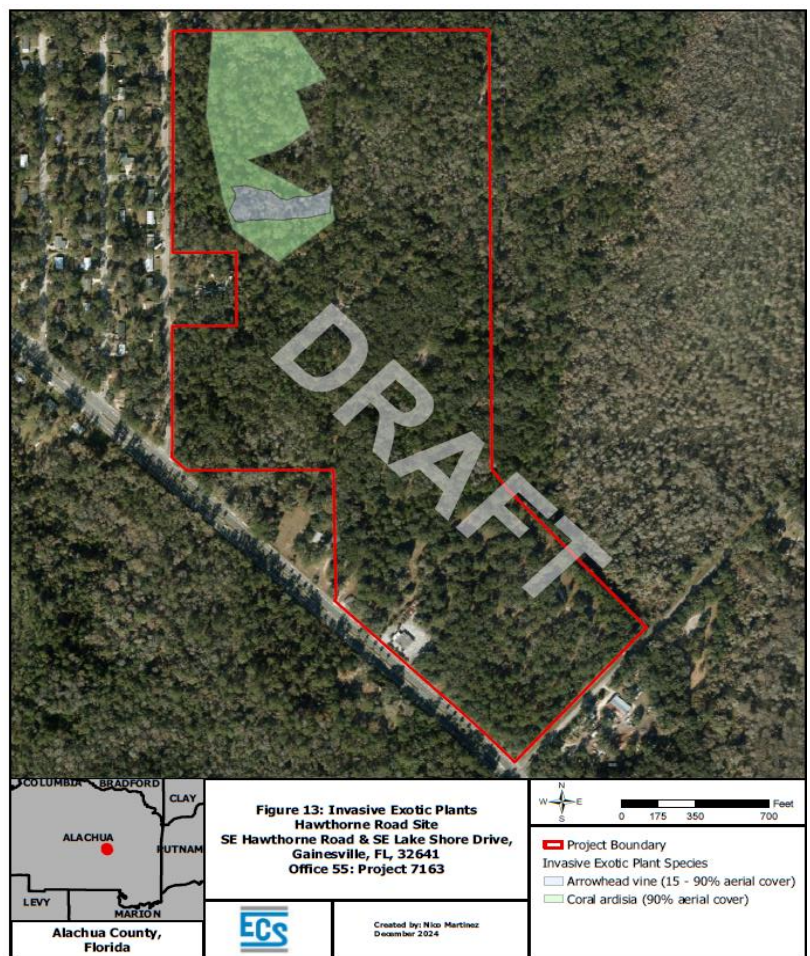 DRAFT
COLUMBIA
BRADFORD
CLAY
ALACHUA
PUTNAM
LEVY
MARION
Alachua County,
Florida
Figure 13: Invasive Exotic Plants
Hawthorne Road Site
SE Hawthorne Road & SE Lake Shore Drive,
Gainesville, FL, 32641
Office 55: Project 7163
ECS
Created by: Nico Martinez
December 2024
N
W E
S
Feet
0 175 350 700
Project Boundary
Invasive Exotic Plant Species
Arrowhead vine (15 - 90% aerial cover)
Coral ardisia (90% aerial cover)